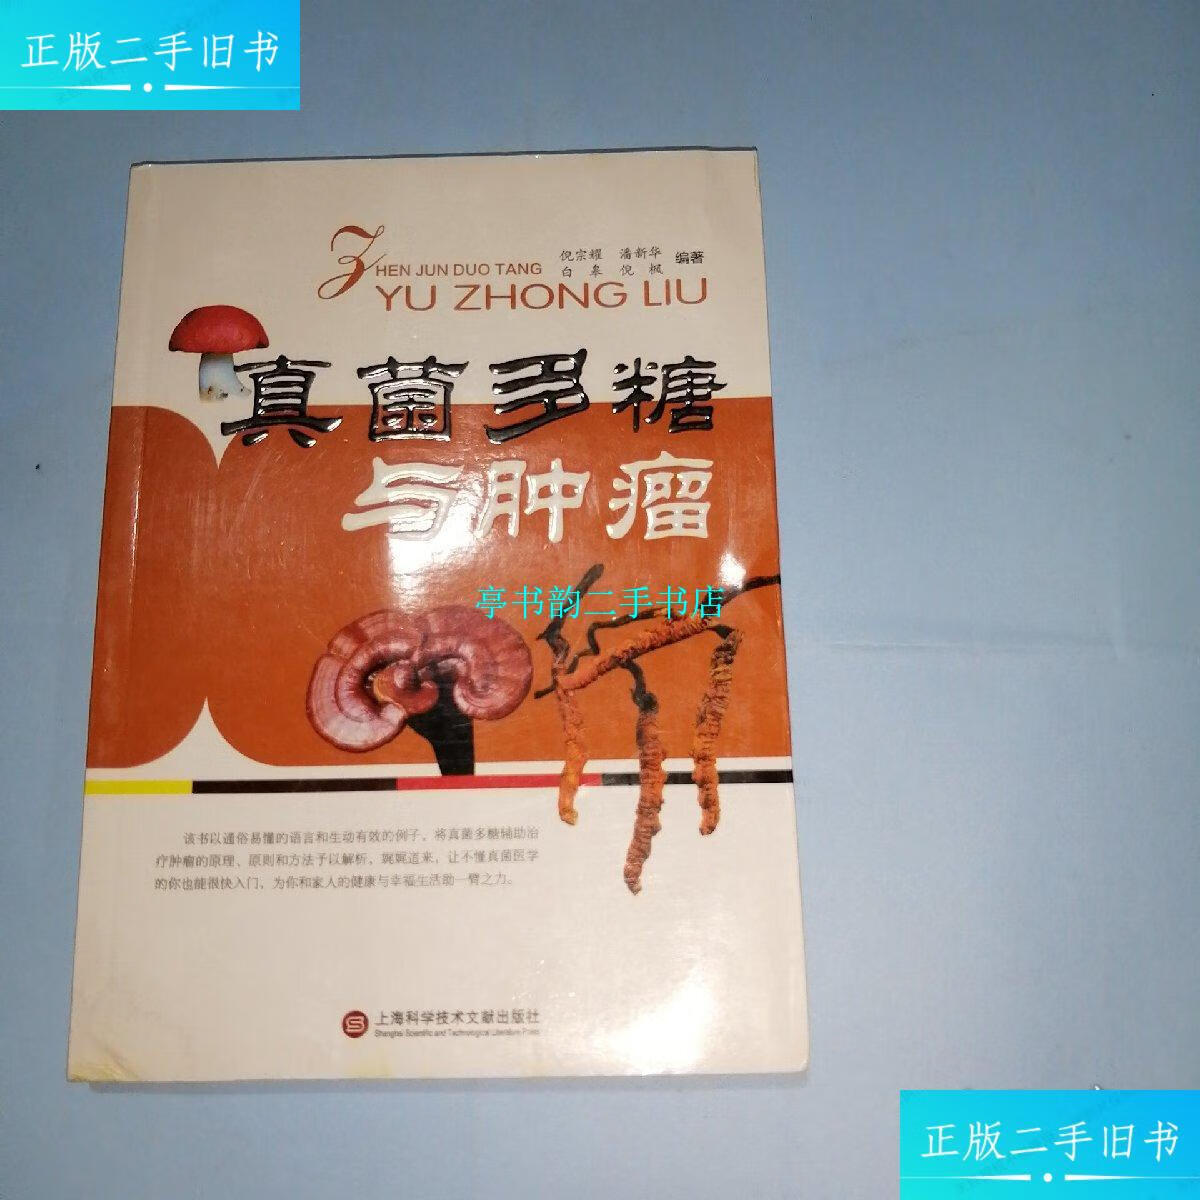 正版二手旧书
倪宗耀 潘新华
白皋 倪枫 编著
ZHEN JUN DUO TANG
YU ZHONG LIU
真菌多糖
与肿瘤
亭书韵二手书店
该书以通俗易懂的语言和生动有效的例子，将真菌多糖辅助治
疗肿瘤的原理、原则和方法予以解析，娓娓道来，让不懂真菌医学
的你也能很快入门，为你和家人的健康与幸福生活助一臂之力。
上海科学技术文献出版社
Shanghai Scientific and Technological Literature Press
正版二手旧书